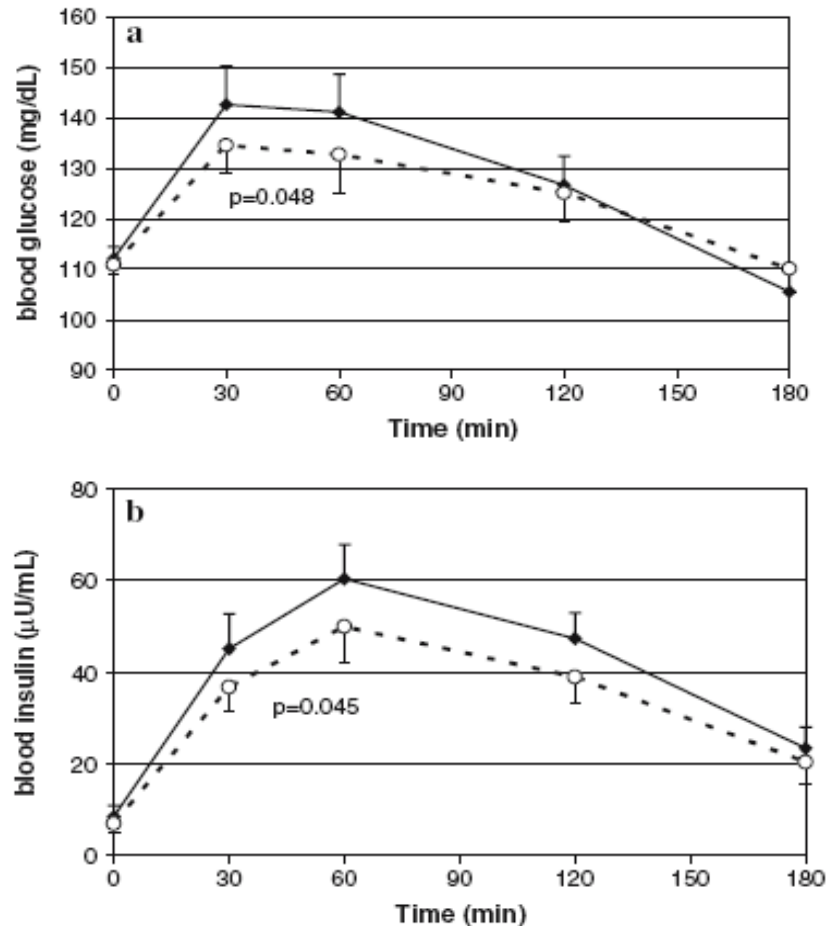 a
blood glucose (mg/dL)
160
150
140
130
120
110
100
90
p=0.048
0 30 60 90 120 150 180
Time (min)
b
blood insulin (μU/mL)
80
60
40
20
0
p=0.045
0 30 60 90 120 150 180
Time (min)